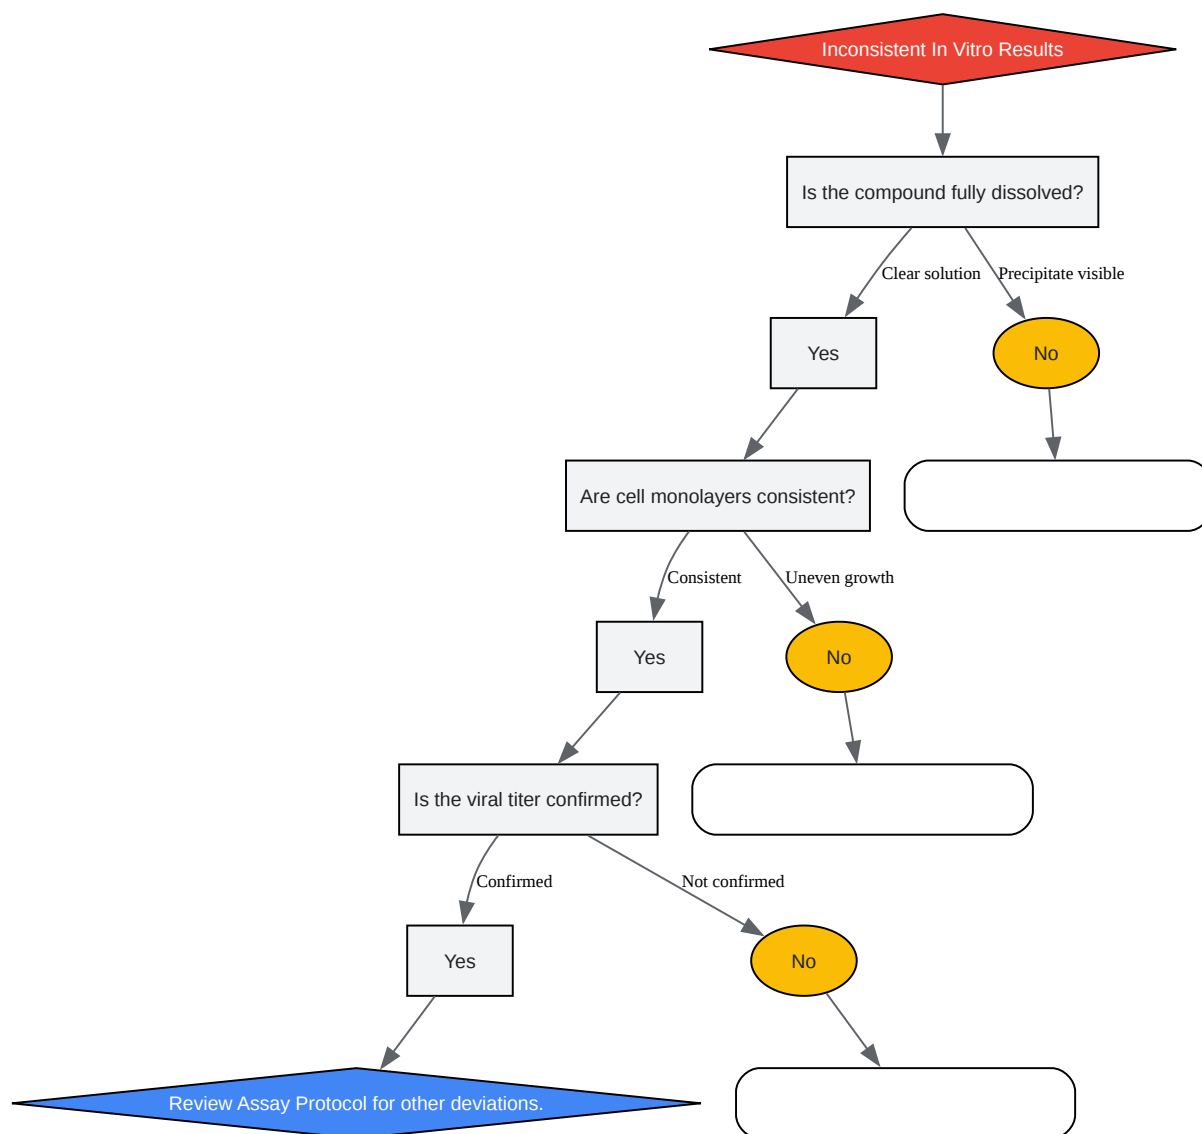 Inconsistent In Vitro Results
Is the compound fully dissolved?
Clear solution
Precipitate visible
Yes
No
Are cell monolayers consistent?
Consistent
Uneven growth
Yes
No
Is the viral titer confirmed?
Confirmed
Not confirmed
Yes
No
Review Assay Protocol for other deviations.